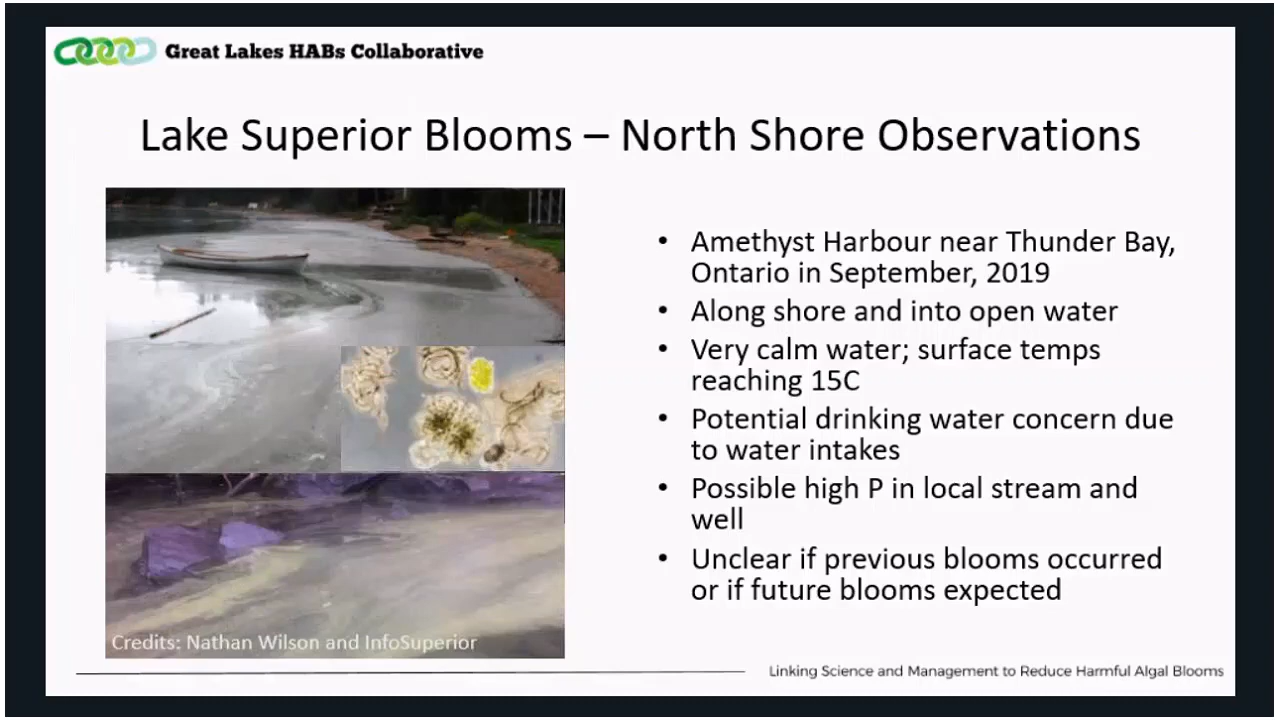 Great Lakes HABs Collaborative
Lake Superior Blooms – North Shore Observations
• Amethyst Harbour near Thunder Bay,
Ontario in September, 2019
• Along shore and into open water
• Very calm water; surface temps
reaching 15C
• Potential drinking water concern due
to water intakes
• Possible high P in local stream and
well
• Unclear if previous blooms occurred
or if future blooms expected
Credits: Nathan Wilson and InfoSuperior
Linking Science and Management to Reduce Harmful Algal Blooms